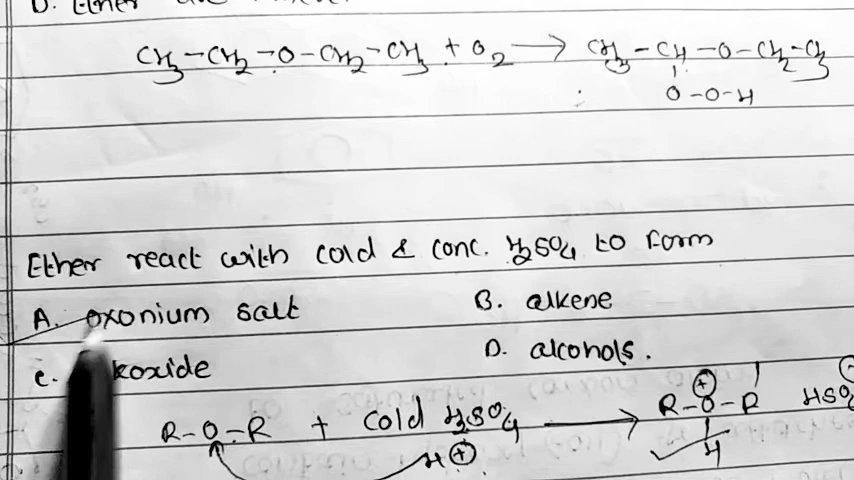 D. Ether
CH3-CH2-O-CH2-CH3 + O2 → CH3-CH-O-CH2-CH3
O-O-H
Ether react with cold & conc. H2SO4 to form
A. oxonium salt B. alkene
C. koxide D. alcohols.
R-O-R + Cold H2SO4 → R-O-R HSO4
H⊕ ⊕ H